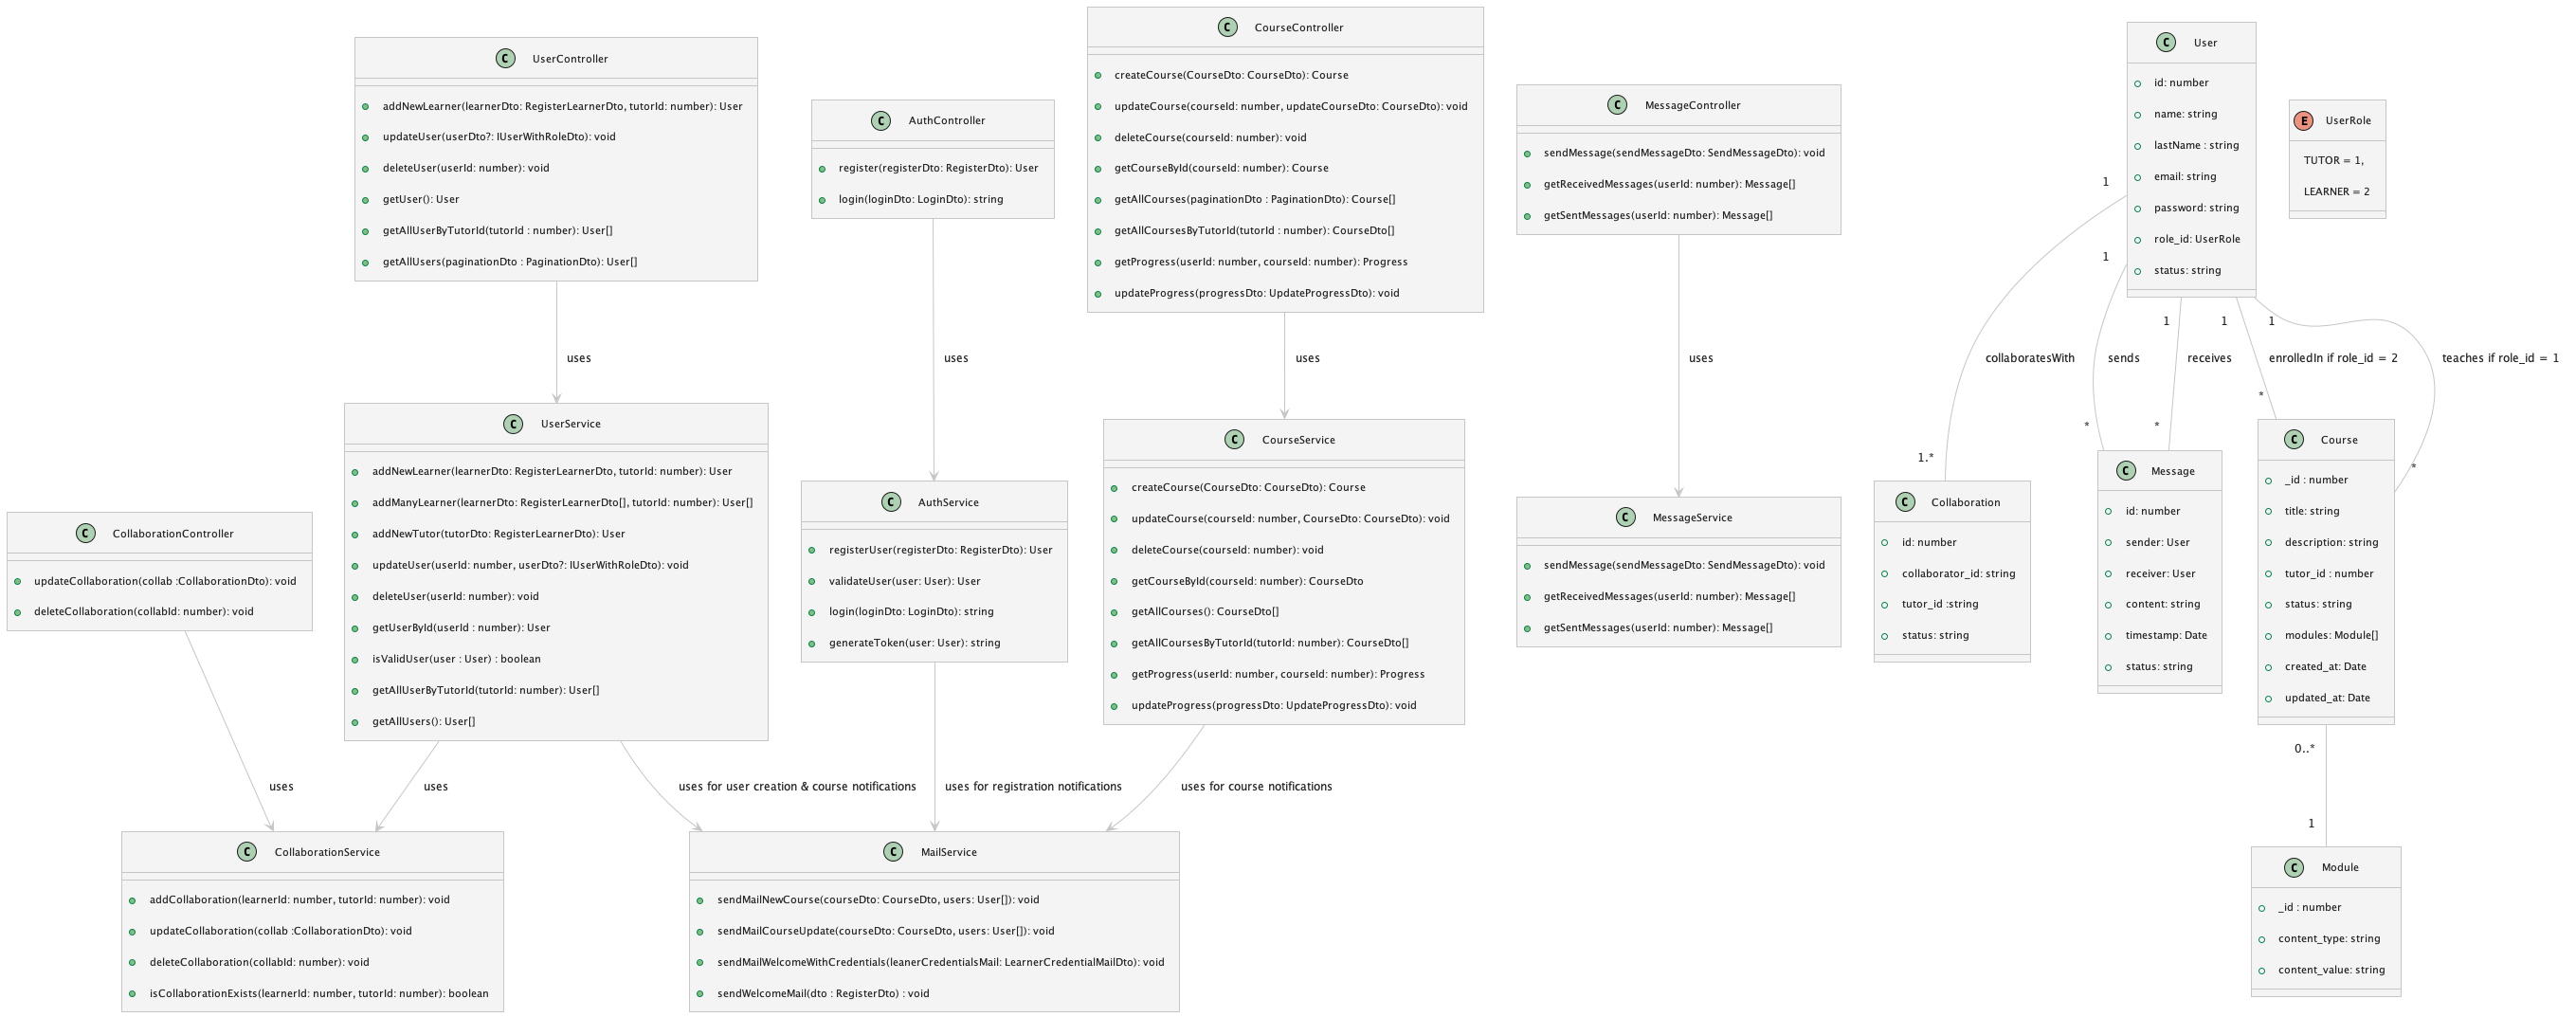 UserController
addNewLearner(learnerDto: RegisterLearnerDto, tutorId: number): User
updateUser(userDto?: IUserWithRoleDto): void
deleteUser(userId: number): void
getUser(): User
getAllUserByTutorId(tutorId : number): User[]
getAllUsers(paginationDto : PaginationDto): User[]
AuthController
register(registerDto: RegisterDto): User
login(loginDto: LoginDto): string
CourseController
createCourse(CourseDto: CourseDto): Course
updateCourse(courseId: number, updateCourseDto: CourseDto): void
deleteCourse(courseId: number): void
getCourseById(courseId: number): Course
getAllCourses(paginationDto : PaginationDto): Course[]
getAllCoursesByTutorId(tutorId : number): CourseDto[]
getProgress(userId: number, courseId: number): Progress
updateProgress(progressDto: UpdateProgressDto): void
MessageController
sendMessage(sendMessageDto: SendMessageDto): void
getReceivedMessages(userId: number): Message[]
getSentMessages(userId: number): Message[]
User
id: number
name: string
lastName : string
email: string
password: string
role_id: UserRole
status: string
UserRole
TUTOR = 1,
LEARNER = 2
1
1
1
1
1
uses
uses
uses
uses
collaboratesWith
sends
receives
enrolledIn if role_id = 2
teaches if role_id = 1
*
*
*
*
1.*
CollaborationController
updateCollaboration(collab :CollaborationDto): void
deleteCollaboration(collabId: number): void
UserService
addNewLearner(learnerDto: RegisterLearnerDto, tutorId: number): User
addManyLearner(learnerDto: RegisterLearnerDto[], tutorId: number): User[]
addNewTutor(tutorDto: RegisterLearnerDto): User
updateUser(userId: number, userDto?: IUserWithRoleDto): void
deleteUser(userId: number): void
getUserById(userId : number): User
isValidUser(user : User) : boolean
getAllUserByTutorId(tutorId: number): User[]
getAllUsers(): User[]
AuthService
registerUser(registerDto: RegisterDto): User
validateUser(user: User): User
login(loginDto: LoginDto): string
generateToken(user: User): string
CourseService
createCourse(CourseDto: CourseDto): Course
updateCourse(courseId: number, CourseDto: CourseDto): void
deleteCourse(courseId: number): void
getCourseById(courseId: number): CourseDto
getAllCourses(): CourseDto[]
getAllCoursesByTutorId(tutorId: number): CourseDto[]
getProgress(userId: number, courseId: number): Progress
updateProgress(progressDto: UpdateProgressDto): void
MessageService
sendMessage(sendMessageDto: SendMessageDto): void
getReceivedMessages(userId: number): Message[]
getSentMessages(userId: number): Message[]
Collaboration
id: number
collaborator_id: string
tutor_id :string
status: string
Message
id: number
sender: User
receiver: User
content: string
timestamp: Date
status: string
Course
_id : number
title: string
description: string
tutor_id : number
status: string
modules: Module[]
created_at: Date
updated_at: Date
uses
uses
uses for user creation & course notifications
uses for registration notifications
uses for course notifications
0..*
1
CollaborationService
addCollaboration(learnerId: number, tutorId: number): void
updateCollaboration(collab :CollaborationDto): void
deleteCollaboration(collabId: number): void
isCollaborationExists(learnerId: number, tutorId: number): boolean
MailService
sendMailNewCourse(courseDto: CourseDto, users: User[]): void
sendMailCourseUpdate(courseDto: CourseDto, users: User[]): void
sendMailWelcomeWithCredentials(leanerCredentialsMail: LearnerCredentialMailDto): void
sendWelcomeMail(dto : RegisterDto) : void
Module
_id : number
content_type: string
content_value: string